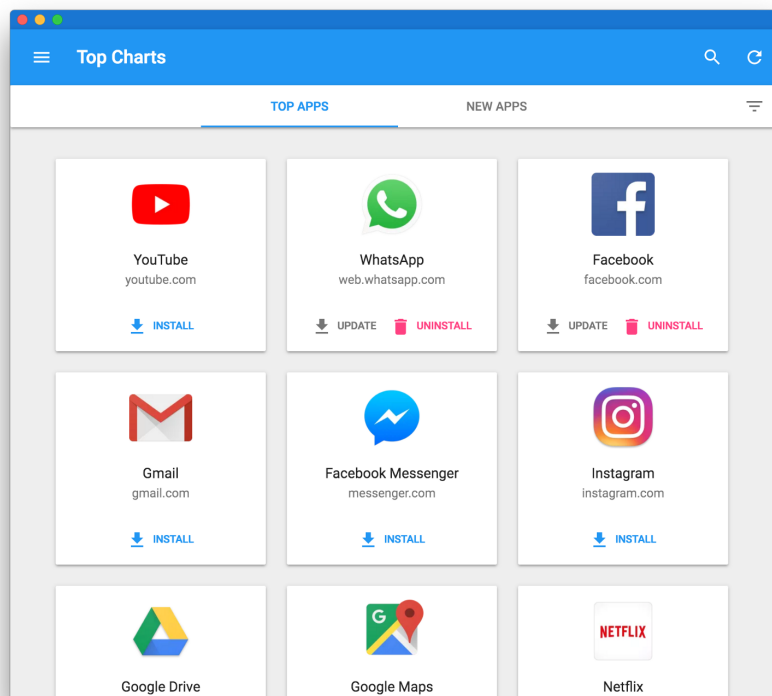 Top Charts
TOP APPS NEW APPS
YouTube
youtube.com
INSTALL
WhatsApp
web.whatsapp.com
UPDATE UNINSTALL
Facebook
facebook.com
UPDATE UNINSTALL
Gmail
gmail.com
INSTALL
Facebook Messenger
messenger.com
INSTALL
Instagram
instagram.com
INSTALL
Google Drive
G
Google Maps
NETFLIX
Netflix